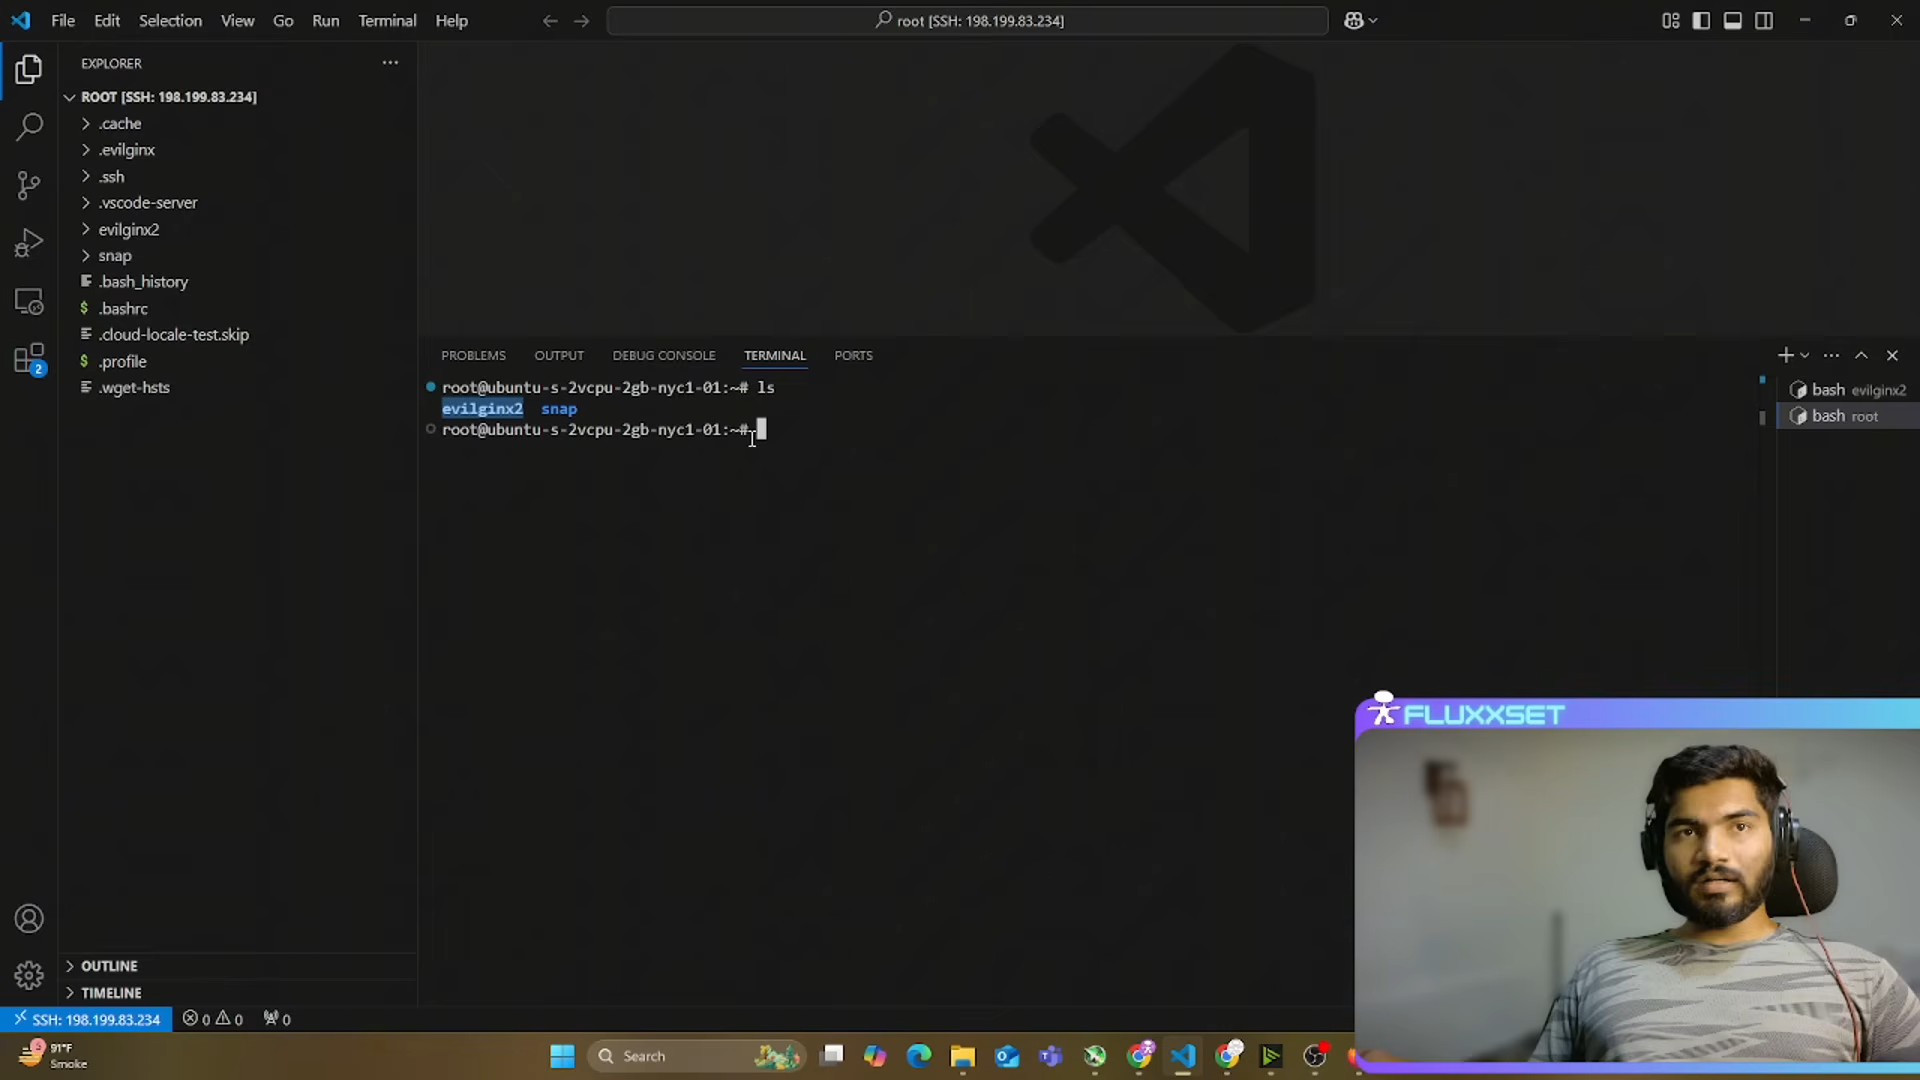 File Edit Selection View Go Run Terminal Help
root [SSH: 198.199.83.234]
EXPLORER
ROOT [SSH: 198.199.83.234]
.cache
.evilginx
.ssh
.vscode-server
evilginx2
snap
.bash_history
$ .bashrc
.cloud-locale-test.skip
$ .profile
.wget-hsts
2
OUTLINE
TIMELINE
PROBLEMS OUTPUT DEBUG CONSOLE TERMINAL PORTS
root@ubuntu-s-2vcpu-2gb-nyc1-01:~# ls
evilginx2 snap
root@ubuntu-s-2vcpu-2gb-nyc1-01:~#
bash evilginx2
bash root
FLUXXSET
SSH: 198.199.83.234 0 0 0
91°F
Smoke
Search